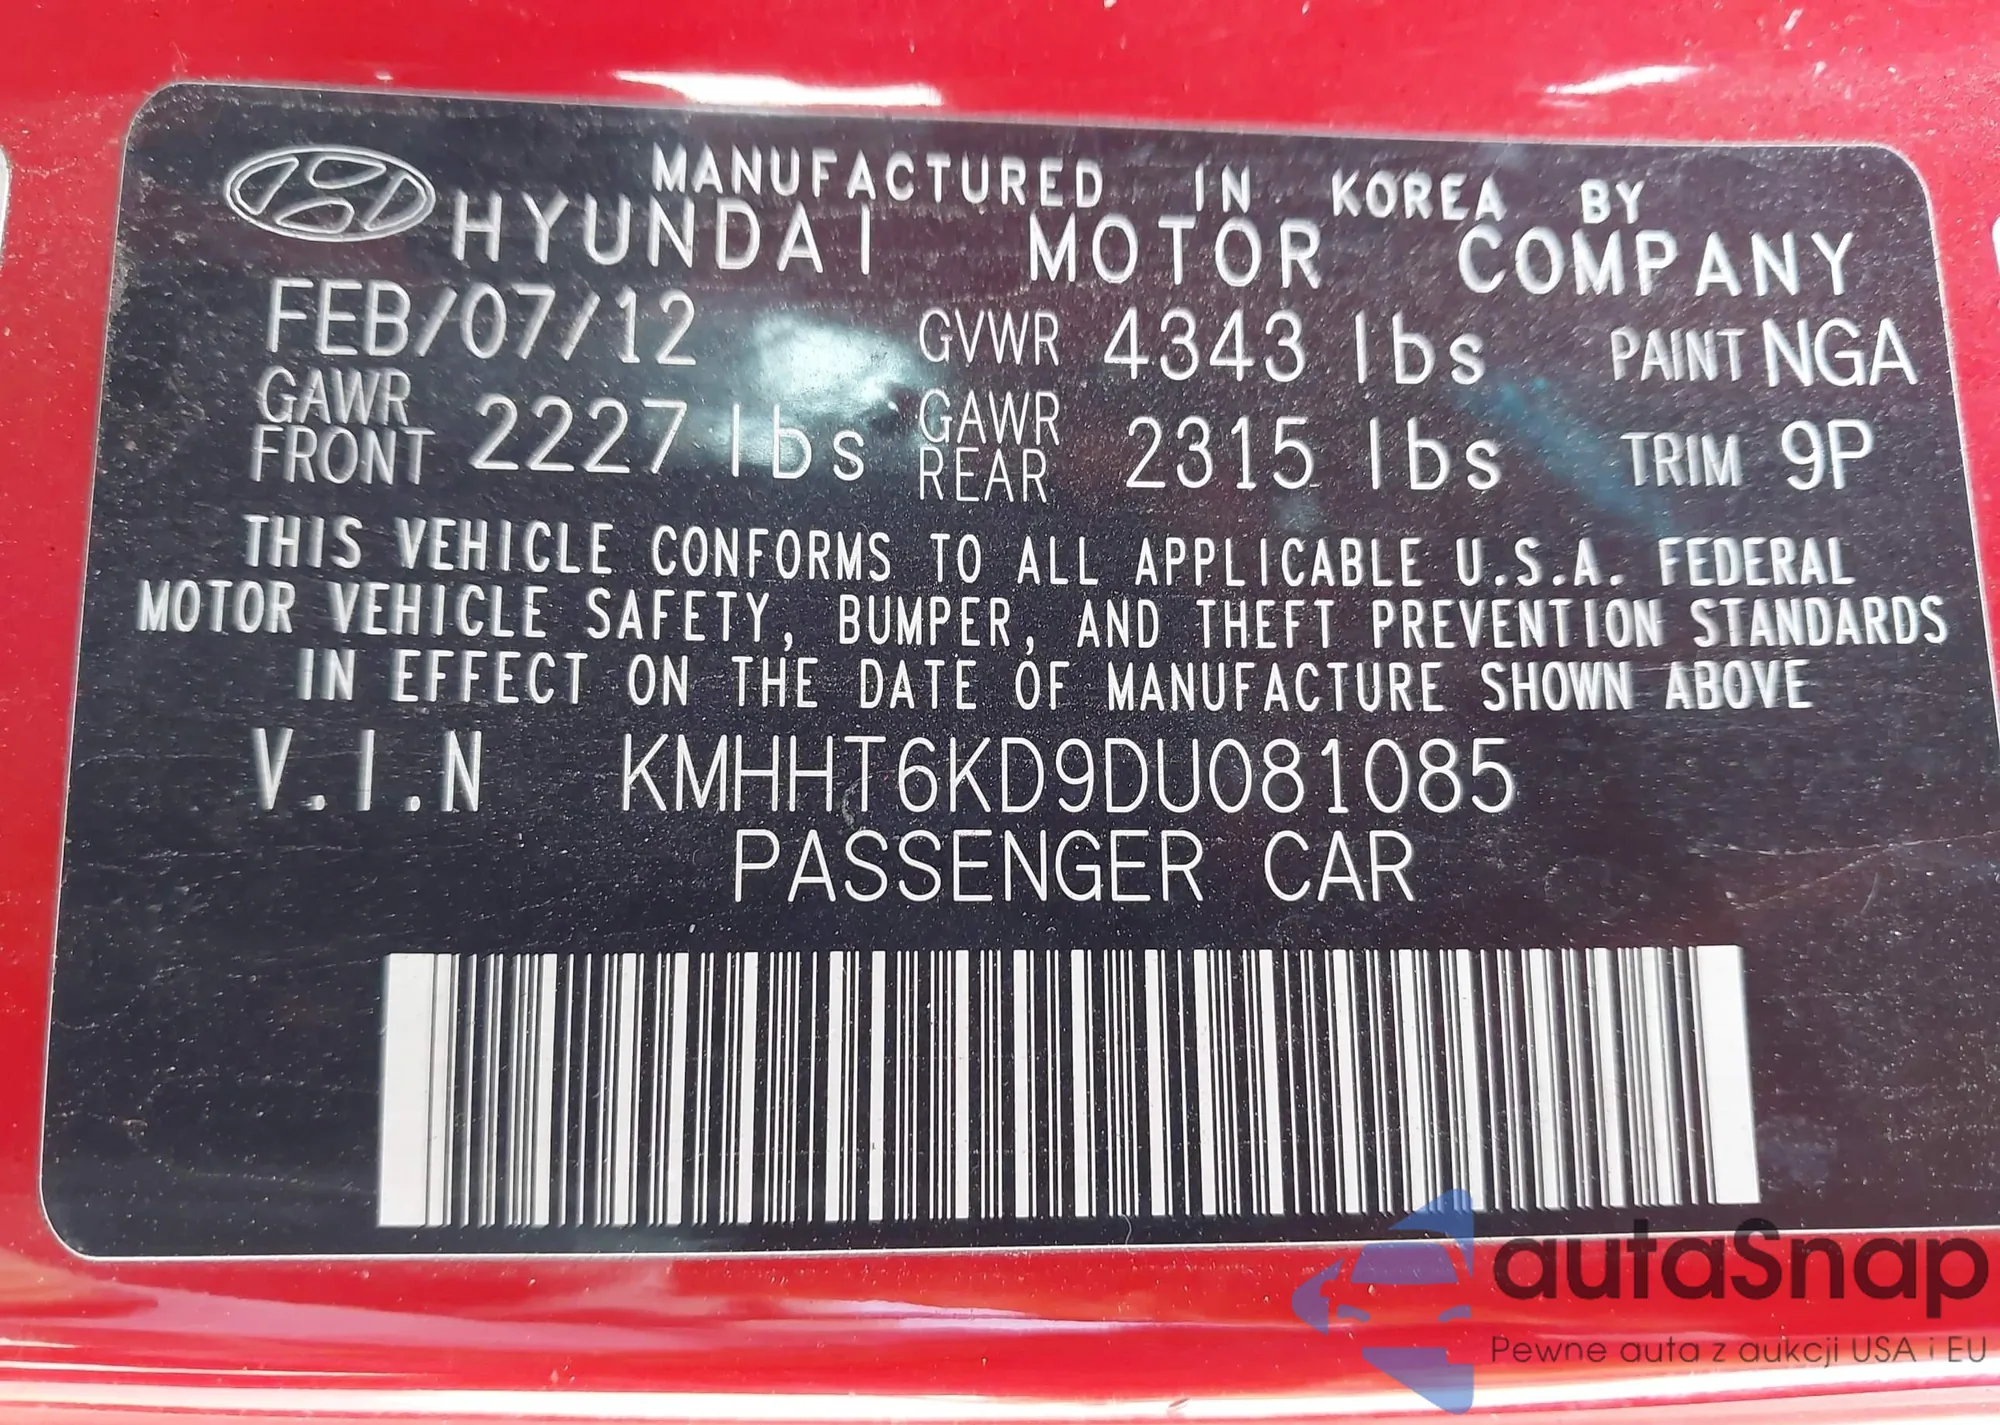 MANUFACTURED IN KOREA BY
HYUNDAI MOTOR COMPANY
FEB/07/12 GVWR 4343 lbs PAINT NGA
GAWR FRONT 2227 lbs GAWR REAR 2315 lbs TRIM 9P
THIS VEHICLE CONFORMS TO ALL APPLICABLE U.S.A. FEDERAL
MOTOR VEHICLE SAFETY, BUMPER, AND THEFT PREVENTION STANDARDS
IN EFFECT ON THE DATE OF MANUFACTURE SHOWN ABOVE
V.I.N KMHHT6KD9DU081085
PASSENGER CAR
autaSnap
Pewne auta z aukcji USA i EU